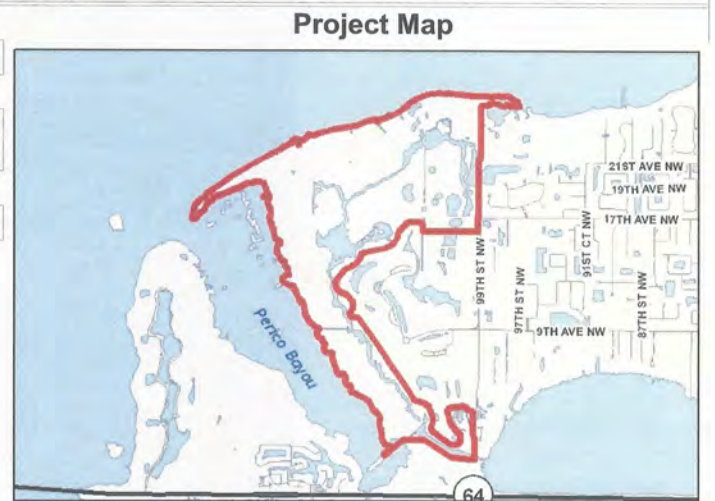 Project Map
21ST AVE NW
19TH AVE NW
17TH AVE NW
91ST CT NW
99TH ST NW
97TH ST NW
87TH ST NW
9TH AVE NW
Perico Bayou
64